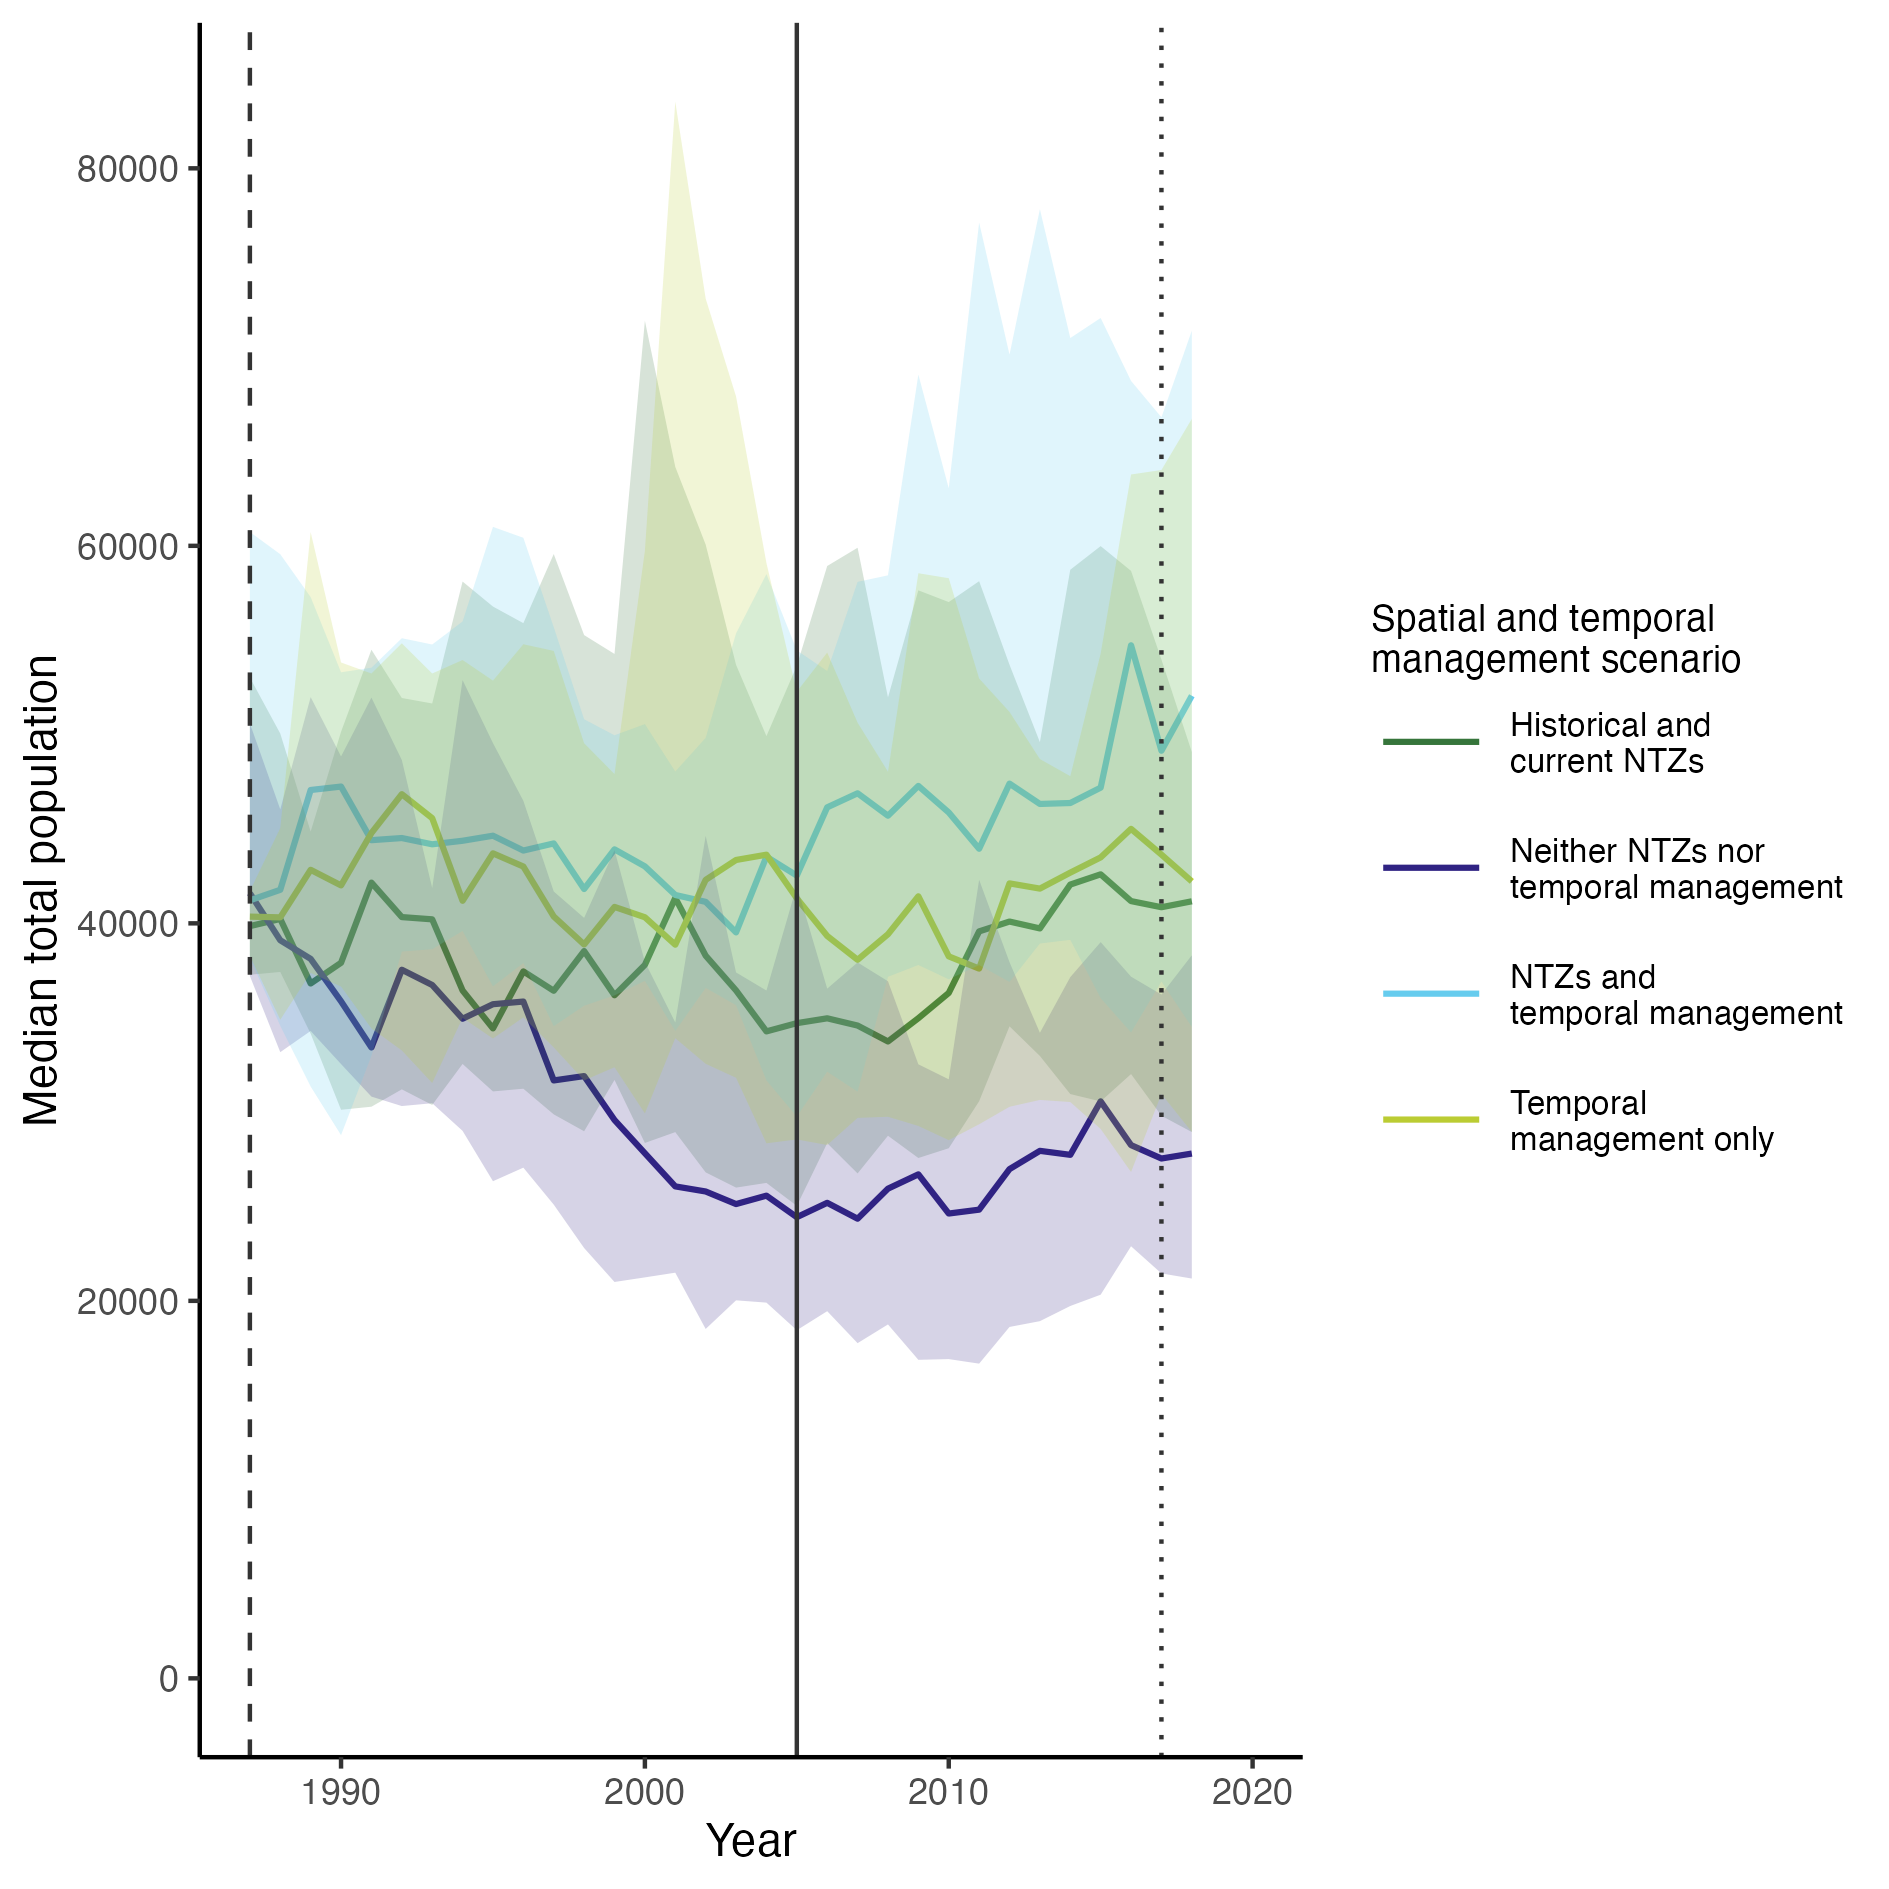 Median total population
80000
60000
40000
20000
0
1990
2000
2010
2020
Year
Spatial and temporal
management scenario
Historical and
current NTZs
Neither NTZs nor
temporal management
NTZs and
temporal management
Temporal
management only